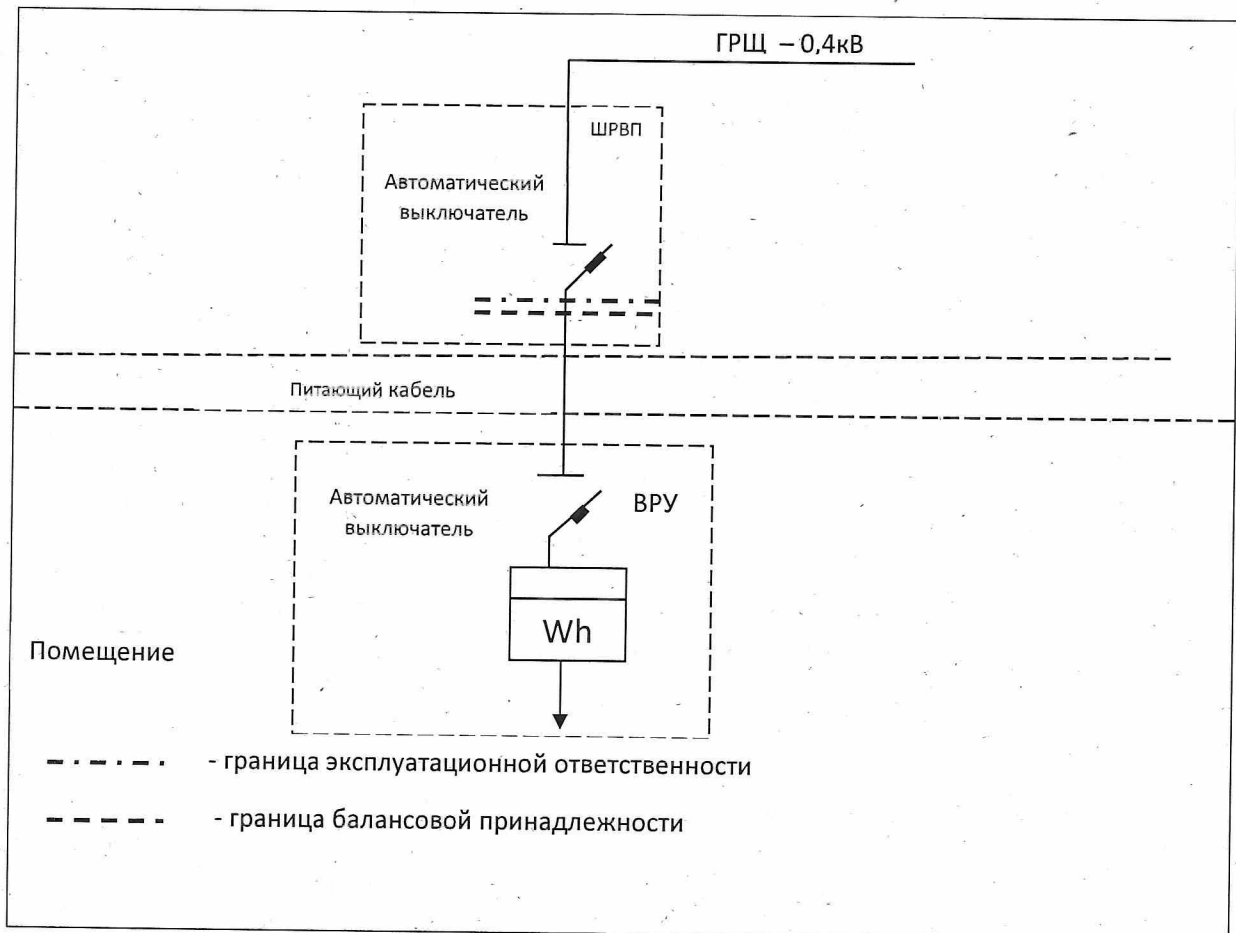 ГРЩ – 0,4кВ
ШРВП
Автоматический
выключатель
Питающий кабель
Автоматический
выключатель
ВРУ
Wh
Помещение
- граница эксплуатационной ответственности
- граница балансовой принадлежности